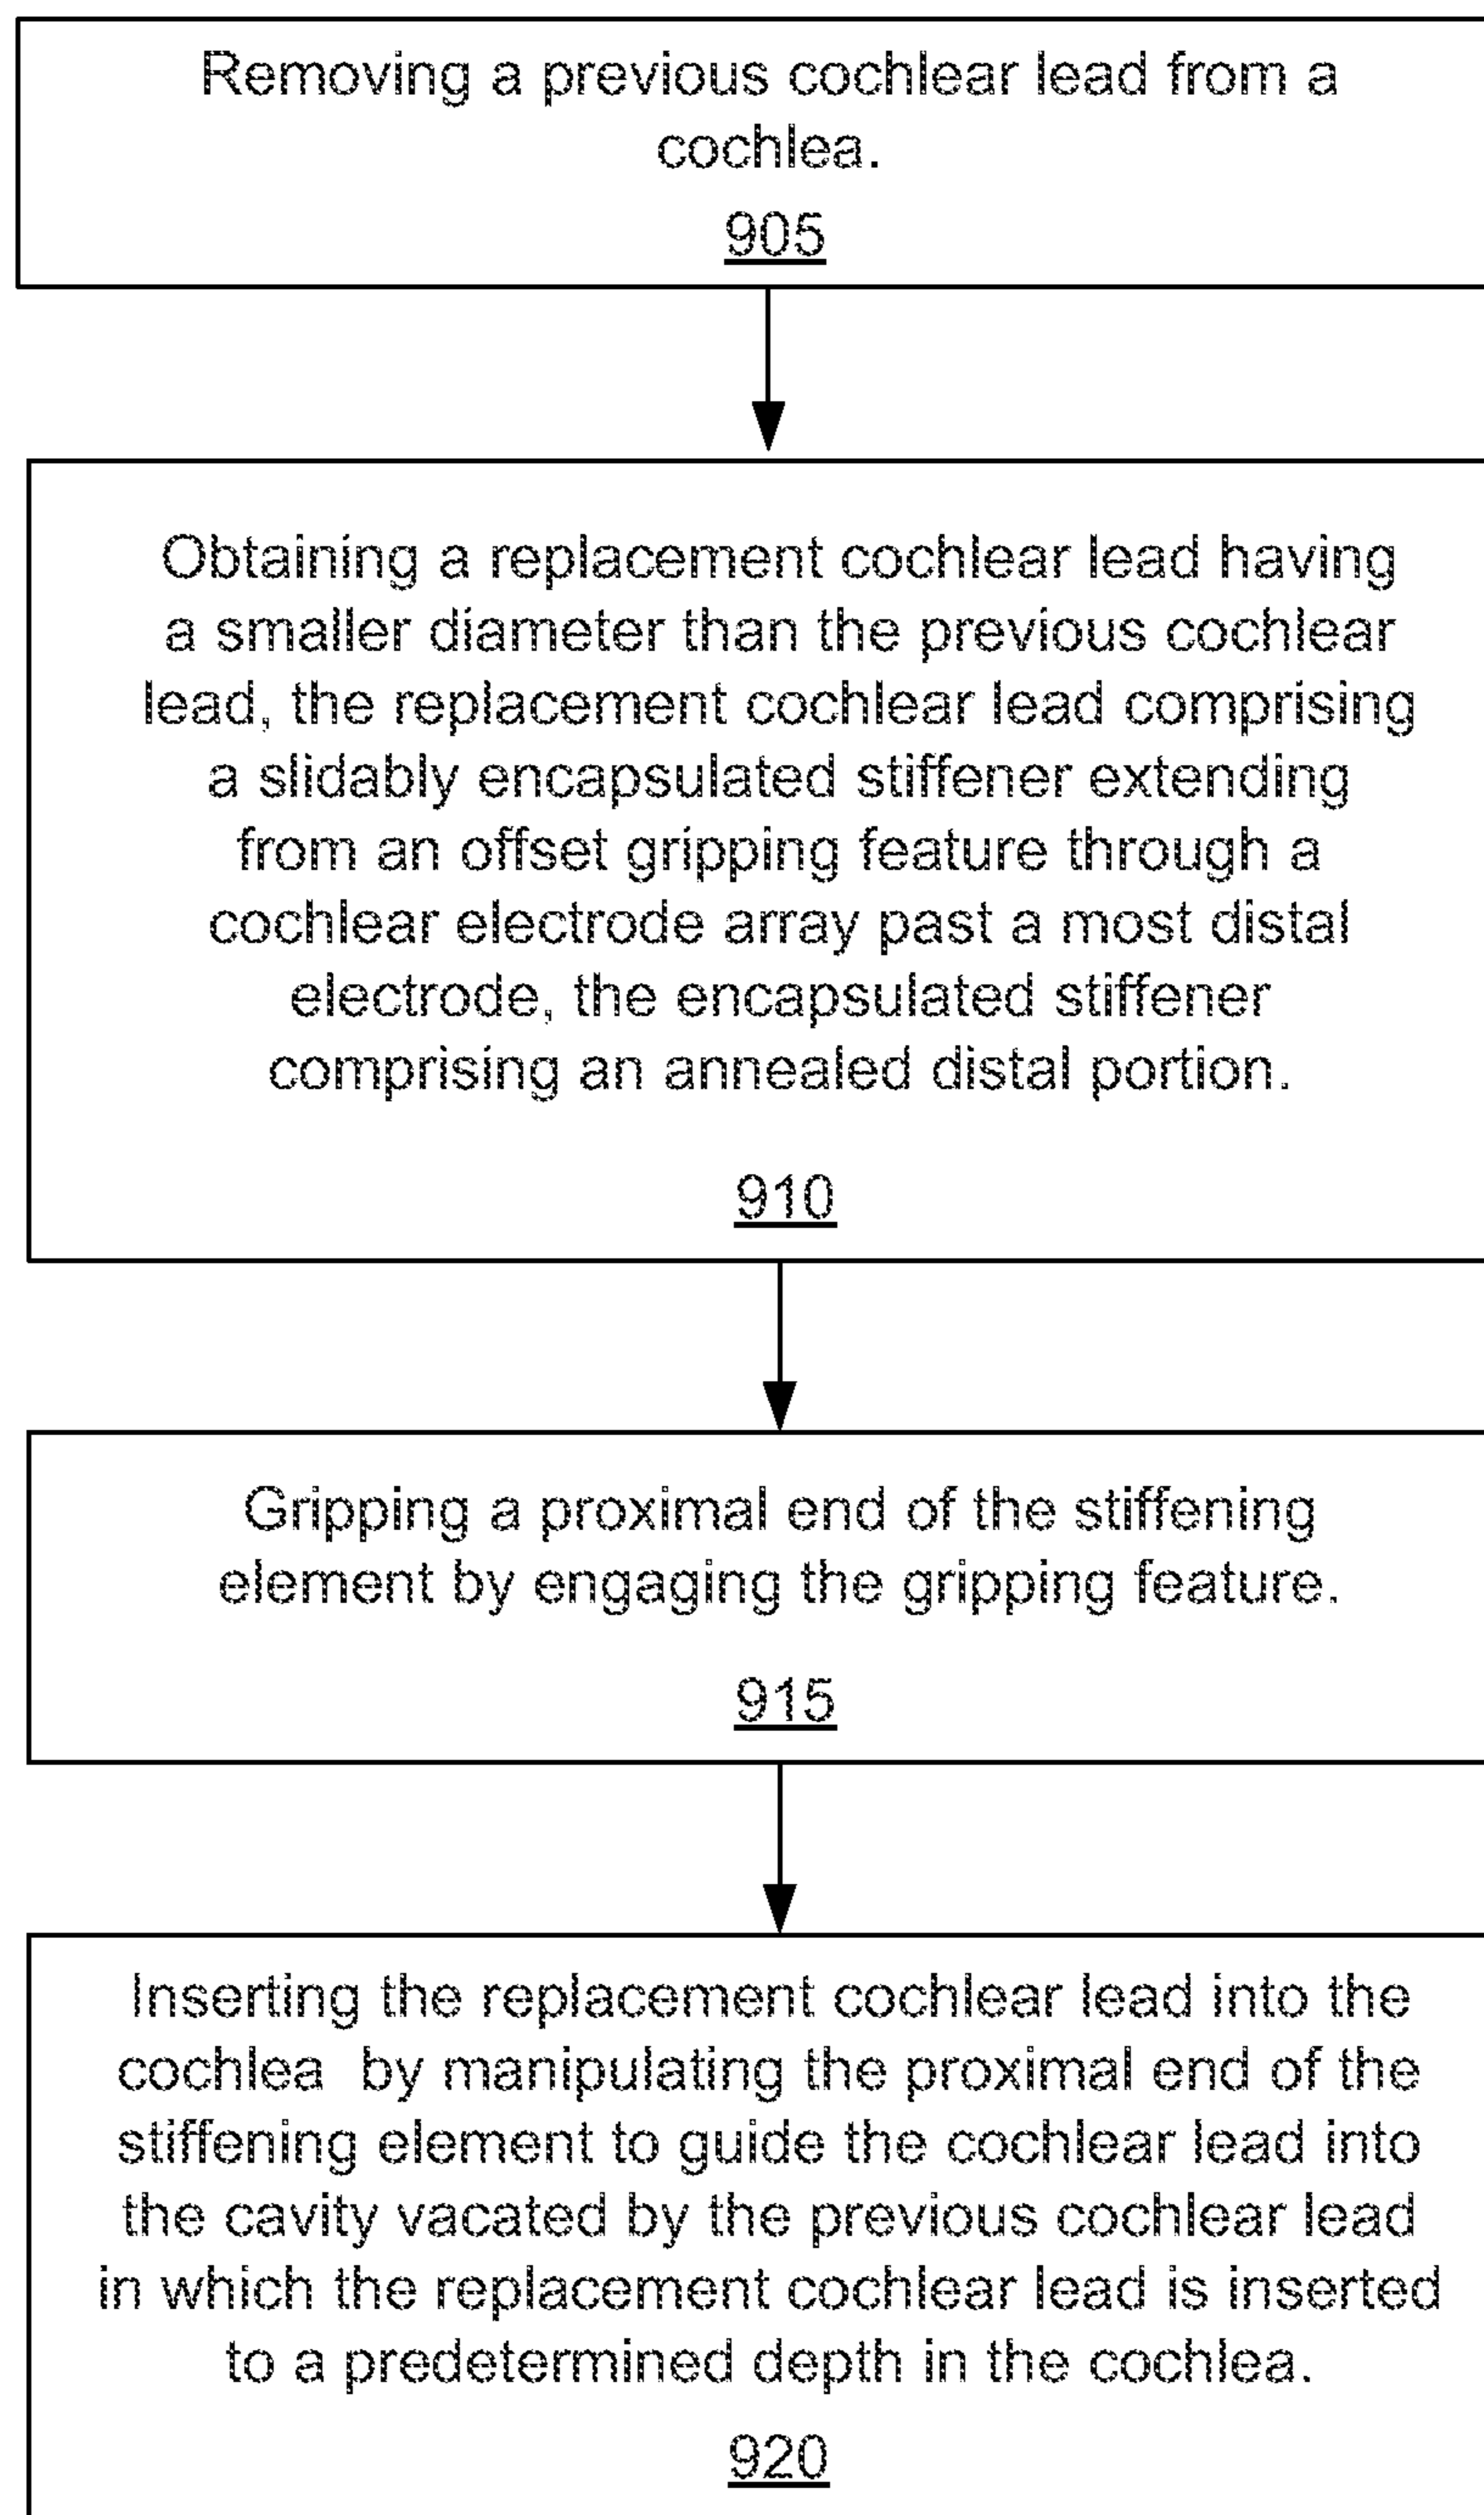 Removing a previous cochlear lead from a
cochlea.
905
Obtaining a replacement cochlear lead having
a smaller diameter than the previous cochlear
lead, the replacement cochlear lead comprising
a slidably encapsulated stiffener extending
from an offset gripping feature through a
cochlear electrode array past a most distal
electrode, the encapsulated stiffener
comprising an annealed distal portion.
910
Gripping a proximal end of the stiffening
element by engaging the gripping feature.
915
Inserting the replacement cochlear lead into the
cochlea  by manipulating the proximal end of the
stiffening element to guide the cochlear lead into
the cavity vacated by the previous cochlear lead
in which the replacement cochlear lead is inserted
to a predetermined depth in the cochlea.
920